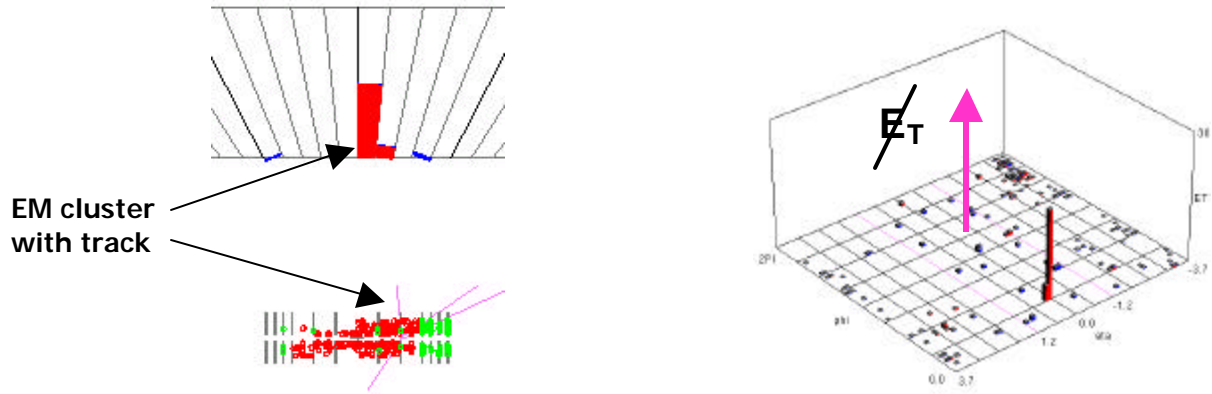 EM cluster
with track
E_T
2PI
phi
0.0
3.7
1.2
0.0
eta
-1.2
-3.7
ET